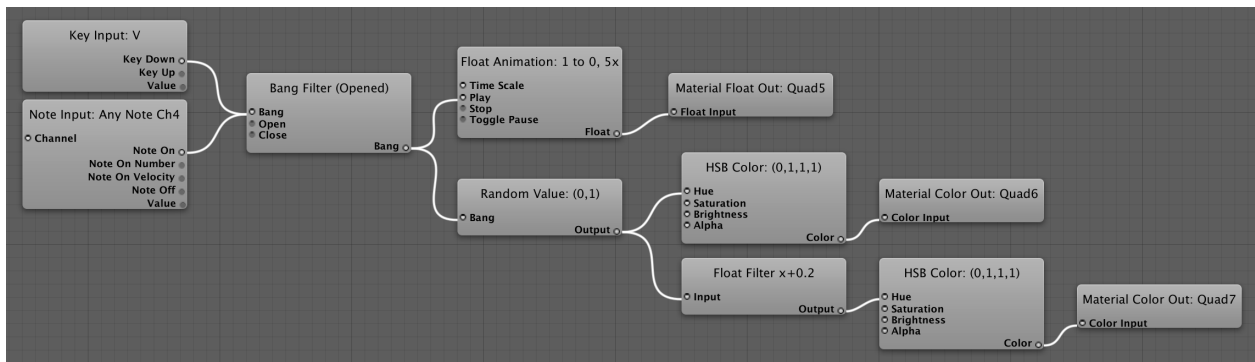 Key Input: V
Key Down
Key Up
Value
Note Input: Any Note Ch4
Channel
Note On
Note On Number
Note On Velocity
Note Off
Value
Bang Filter (Opened)
Bang
Open
Close
Bang
Float Animation: 1 to 0, 5x
Time Scale
Play
Stop
Toggle Pause
Float
Material Float Out: Quad5
Float Input
Random Value: (0,1)
Bang
Output
HSB Color: (0,1,1,1)
Hue
Saturation
Brightness
Alpha
Color
Material Color Out: Quad6
Color Input
Float Filter x+0.2
Input
Output
HSB Color: (0,1,1,1)
Hue
Saturation
Brightness
Alpha
Color
Material Color Out: Quad7
Color Input